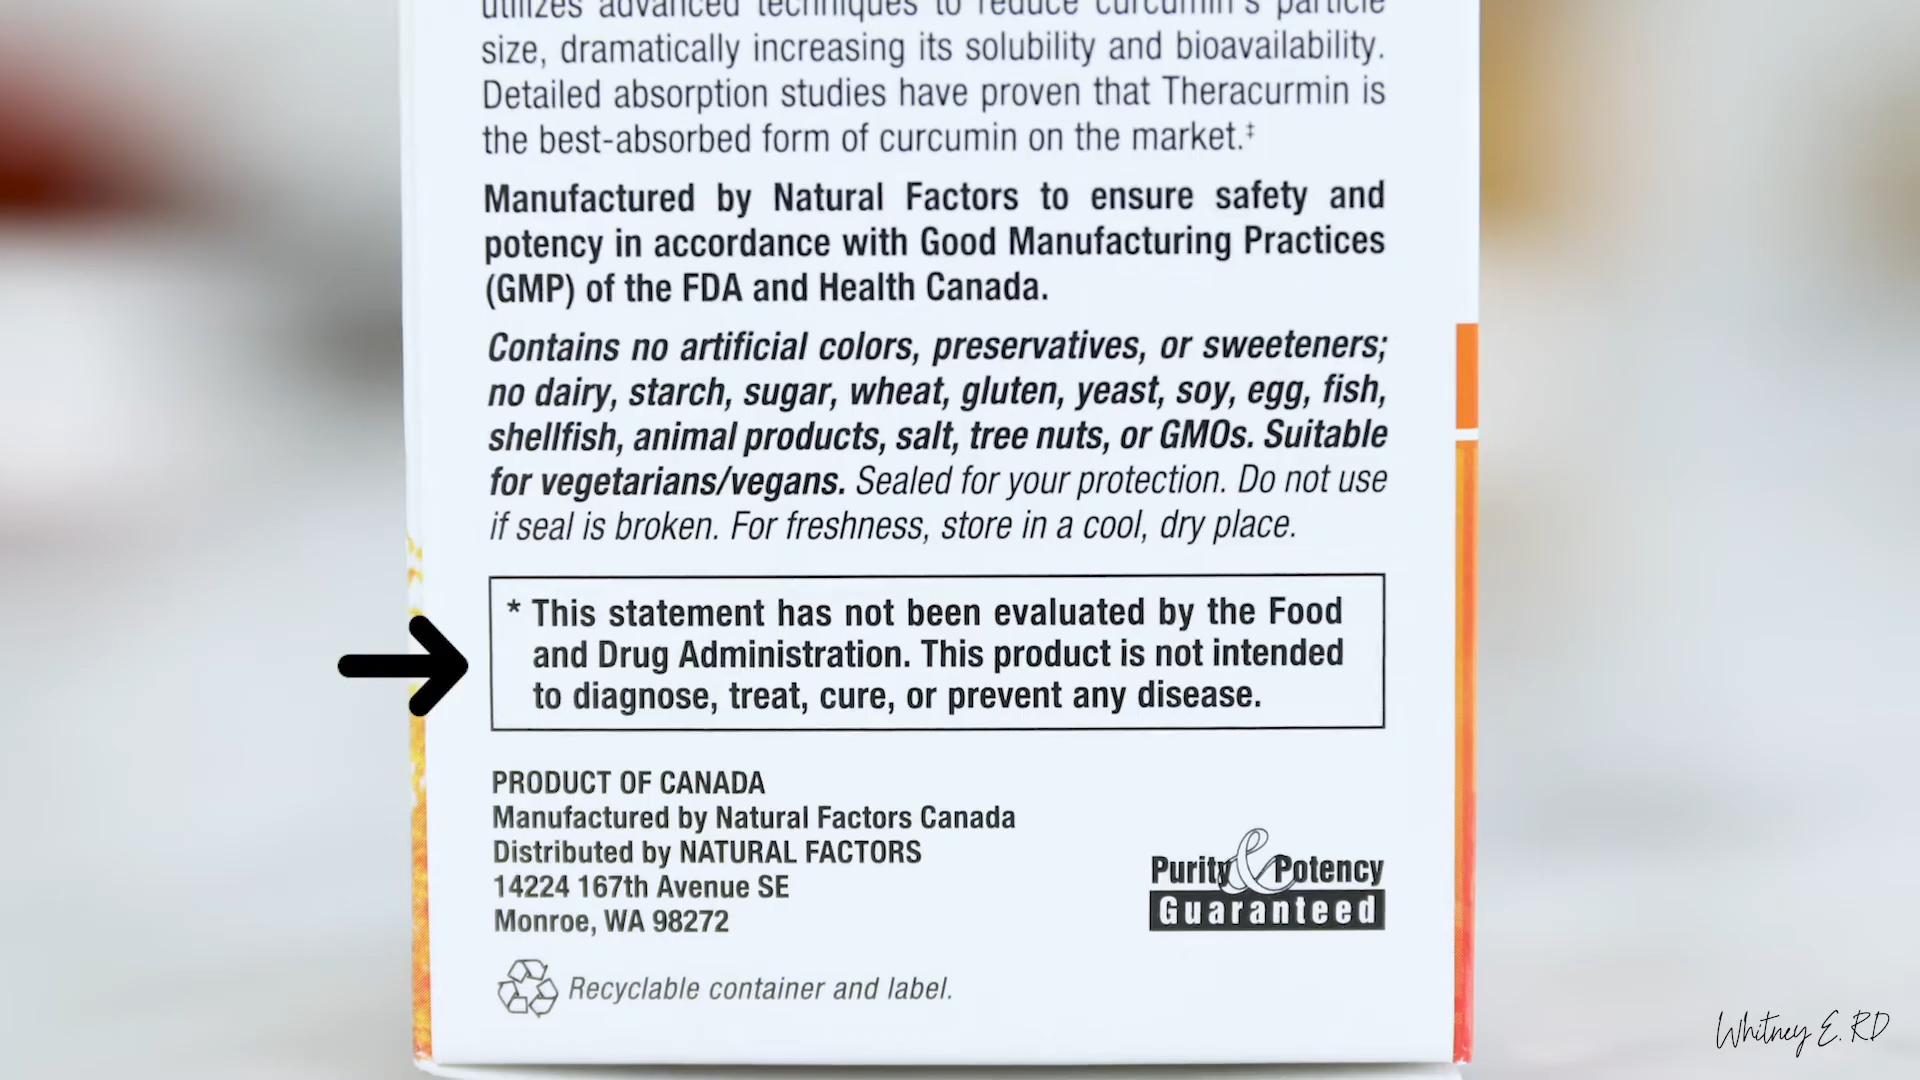 utilizes advanced techniques to reduce curcumin's particle
size, dramatically increasing its solubility and bioavailability.
Detailed absorption studies have proven that Theracurmin is
the best-absorbed form of curcumin on the market.‡
Manufactured by Natural Factors to ensure safety and
potency in accordance with Good Manufacturing Practices
(GMP) of the FDA and Health Canada.
Contains no artificial colors, preservatives, or sweeteners;
no dairy, starch, sugar, wheat, gluten, yeast, soy, egg, fish,
shellfish, animal products, salt, tree nuts, or GMOs. Suitable
for vegetarians/vegans. Sealed for your protection. Do not use
if seal is broken. For freshness, store in a cool, dry place.
* This statement has not been evaluated by the Food
and Drug Administration. This product is not intended
to diagnose, treat, cure, or prevent any disease.
PRODUCT OF CANADA
Manufactured by Natural Factors Canada
Distributed by NATURAL FACTORS
14224 167th Avenue SE
Monroe, WA 98272
Purity & Potency
Guaranteed
Recyclable container and label.
Whitney E. RD